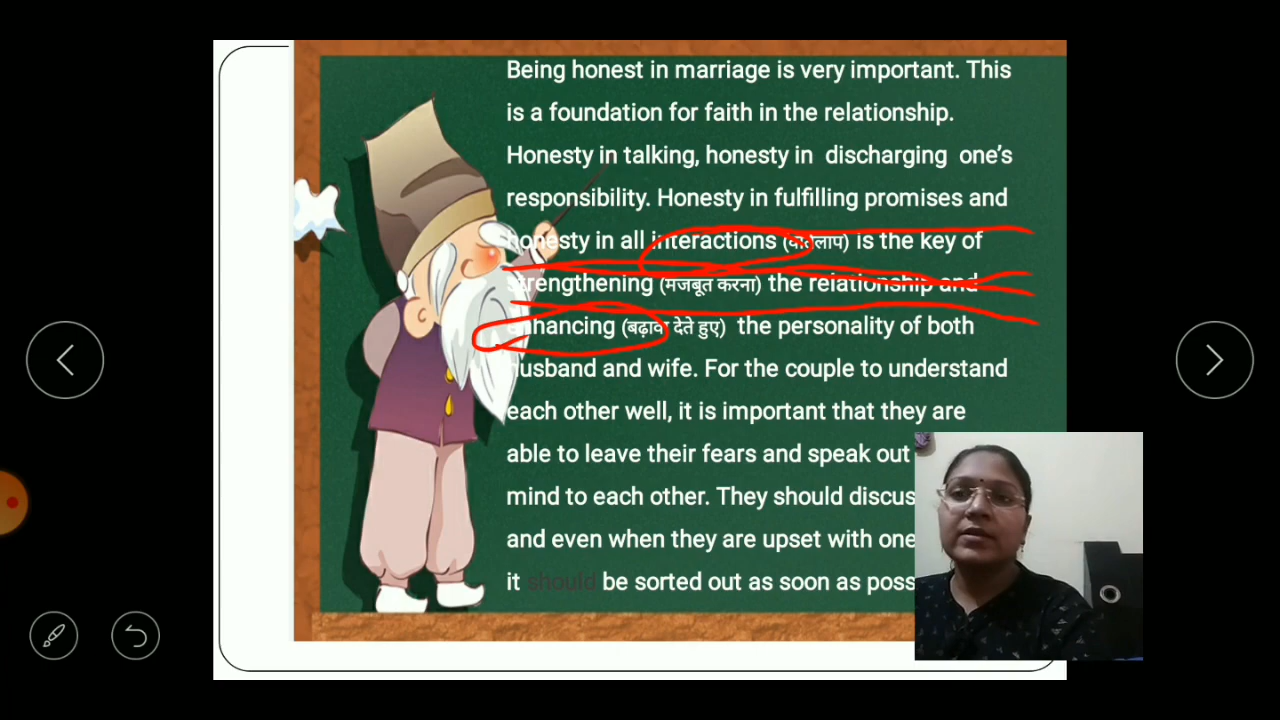 Being honest in marriage is very important. This
is a foundation for faith in the relationship.
Honesty in talking, honesty in discharging one's
responsibility. Honesty in fulfilling promises and
honesty in all interactions (वार्तालाप) is the key of
strengthening (मजबूत करना) the relationship and
enhancing (बढ़ावा देते हुए) the personality of both
husband and wife. For the couple to understand
each other well, it is important that they are
able to leave their fears and speak out
mind to each other. They should
and even when they are upset with one
it should be sorted out as soon as